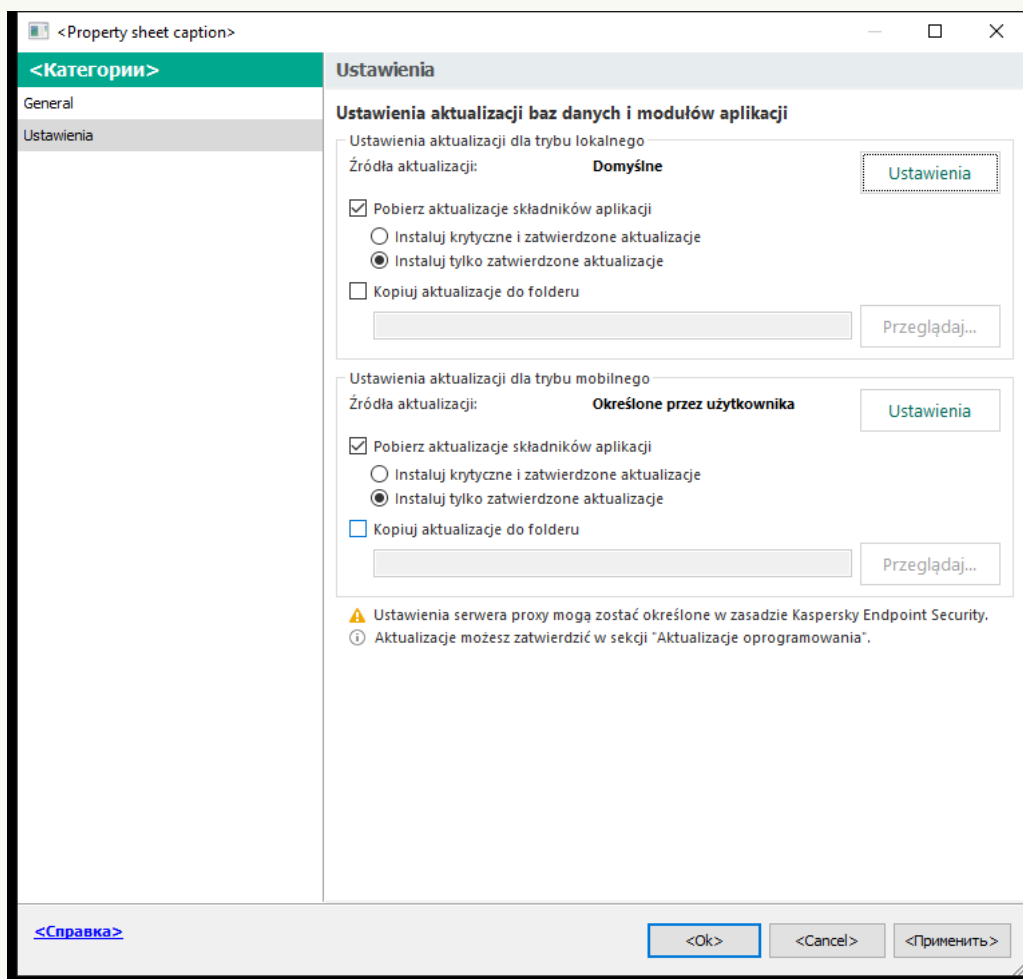 <Property sheet caption>
<Категории>
General
Ustawienia
Ustawienia
Ustawienia aktualizacji baz danych i modułów aplikacji
Ustawienia aktualizacji dla trybu lokalnego
Źródła aktualizacji: Domyślne Ustawienia
Pobierz aktualizacje składników aplikacji
Instaluj krytyczne i zatwierdzone aktualizacje
Instaluj tylko zatwierdzone aktualizacje
Kopiuj aktualizacje do folderu
Przeglądaj...
Ustawienia aktualizacji dla trybu mobilnego
Źródła aktualizacji: Określone przez użytkownika Ustawienia
Pobierz aktualizacje składników aplikacji
Instaluj krytyczne i zatwierdzone aktualizacje
Instaluj tylko zatwierdzone aktualizacje
Kopiuj aktualizacje do folderu
Przeglądaj...
Ustawienia serwera proxy mogą zostać określone w zasadzie Kaspersky Endpoint Security.
Aktualizacje możesz zatwierdzić w sekcji "Aktualizacje oprogramowania".
<Справка>
<Ok> <Cancel> <Применить>